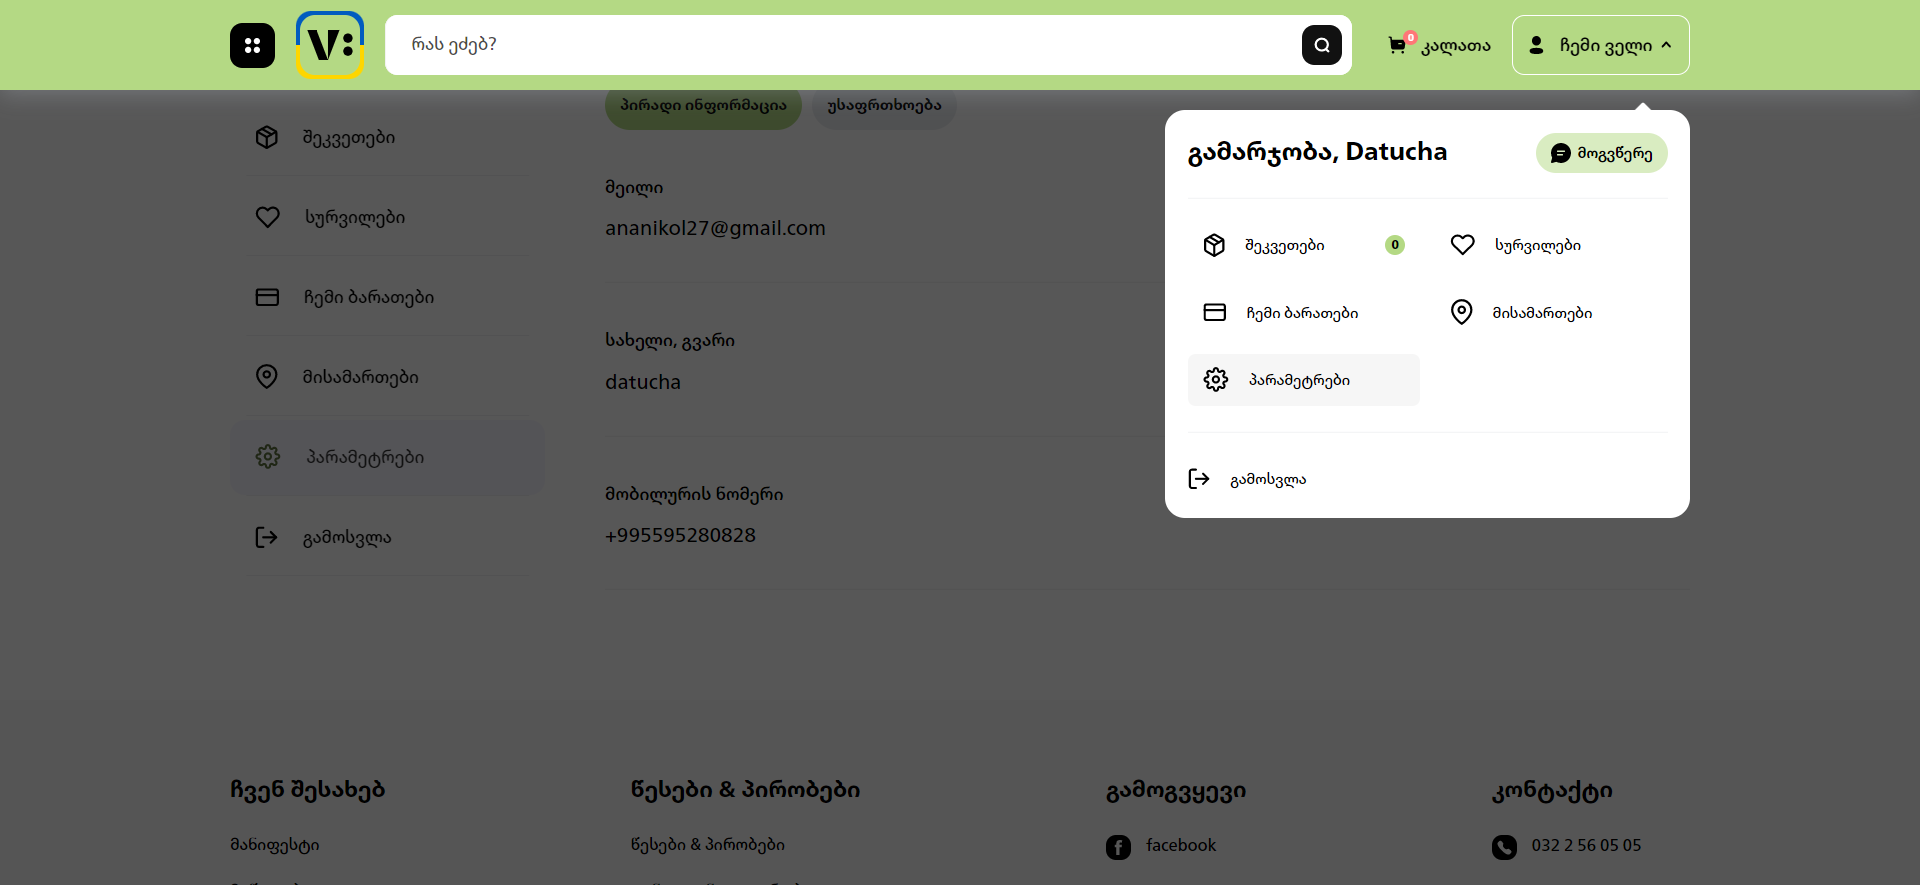 V:
რას ეძებ?
0
კალათა
ჩემი ველი
პირადი ინფორმაცია
უსაფრთხოება
გამარჯობა, Datucha
მოგვწერე
შეკვეთები
0
სურვილები
ჩემი ბარათები
მისამართები
პარამეტრები
გამოსვლა
შეკვეთები
სურვილები
ჩემი ბარათები
მისამართები
პარამეტრები
გამოსვლა
მეილი
ananikol27@gmail.com
სახელი, გვარი
datucha
მობილურის ნომერი
+995595280828
ჩვენ შესახებ
მანიფესტი
წესები & პირობები
წესები & პირობები
გამოგვყევი
facebook
კონტაქტი
032 2 56 05 05